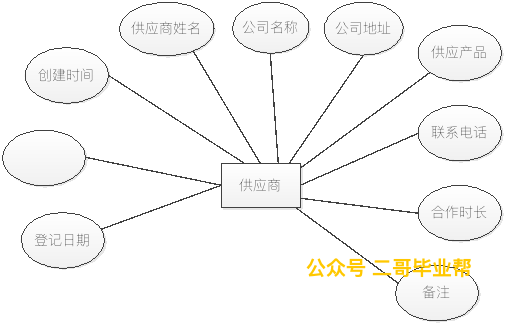 供应商姓名
公司名称
公司地址
供应产品
创建时间
联系电话
供应商
合作时长
登记日期
公众号 二哥毕业帮
备注